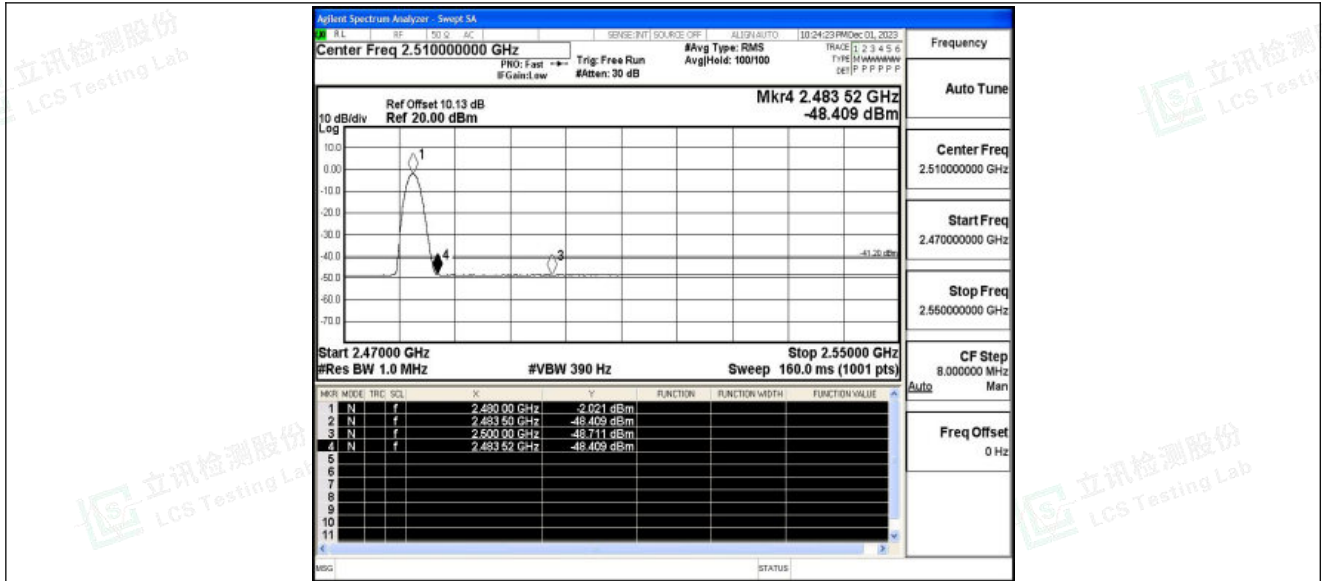 Agilent Spectrum Analyzer - Swept SA
RL RF 50 Ω AC SENSE:INT SOURCE OFF ALIGN AUTO 10:24:23 PM Dec 01, 2023
Center Freq 2.510000000 GHz
PNO: Fast
IFGain:Low
Trig: Free Run
#Atten: 30 dB
#Avg Type: RMS
Avg|Hold: 100/100
TRACE 1 2 3 4 5 6
TYPE M WWWWW
DET P P P P P P
Mkr4 2.483 52 GHz
-48.409 dBm
Ref Offset 10.13 dB
10 dB/div Ref 20.00 dBm
Log
10.0
0.00
-10.0
-20.0
-30.0
-40.0
-50.0
-60.0
-70.0
1
4
3
-41.20 dBm
Start 2.47000 GHz Stop 2.55000 GHz
#Res BW 1.0 MHz #VBW 390 Hz Sweep 160.0 ms (1001 pts)
MKR MODE TRC SCL X Y FUNCTION FUNCTION WIDTH FUNCTION VALUE
1 N f 2.480 00 GHz -2.021 dBm
2 N f 2.483 50 GHz -48.409 dBm
3 N f 2.500 00 GHz -48.711 dBm
4 N f 2.483 52 GHz -48.409 dBm
5
6
7
8
9
10
11
MSG STATUS
Frequency
Auto Tune
Center Freq
2.510000000 GHz
Start Freq
2.470000000 GHz
Stop Freq
2.550000000 GHz
CF Step
8.000000 MHz
Auto Man
Freq Offset
0 Hz
立讯检测股份
LCS Testing Lab
立讯检测
LCS Testi
立讯检测股份
LCS Testing Lab
立讯检测股份
LCS Testing Lab